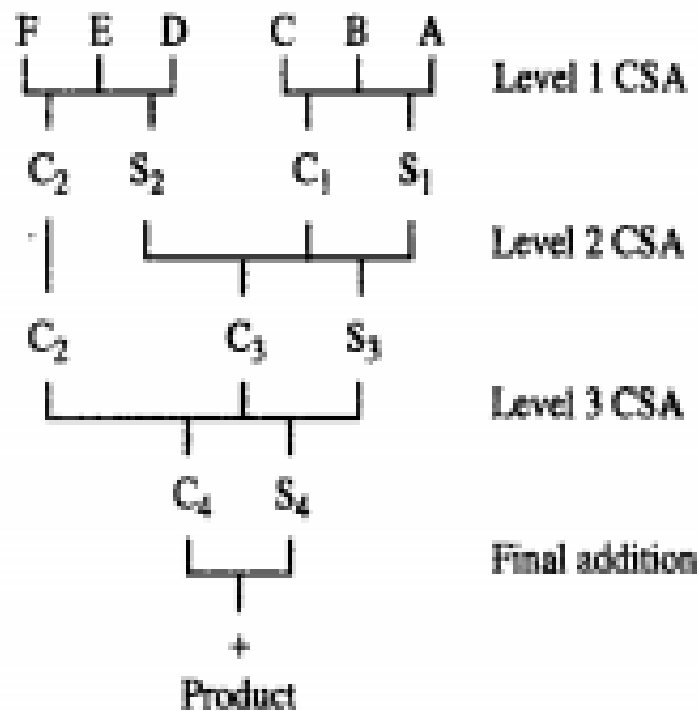 F E D C B A
Level 1 CSA
C₂ S₂ C₁ S₁
Level 2 CSA
C₂ C₃ S₃
Level 3 CSA
C₄ S₄
Final addition
+
Product